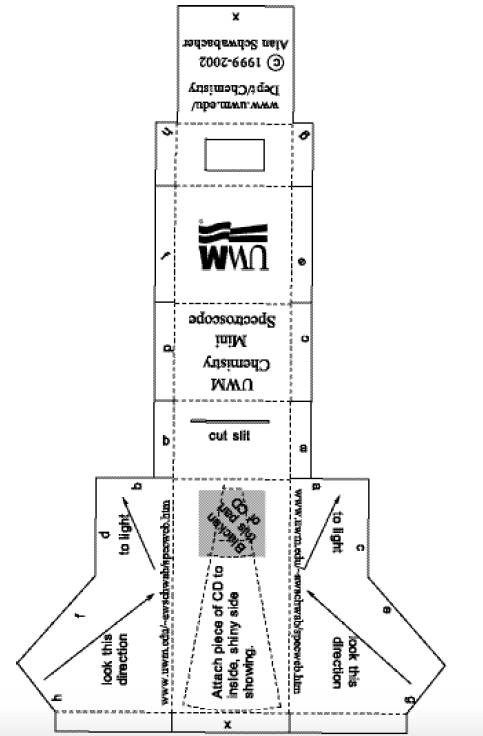 x
© 1999-2002
Alan Schwabacher
www.uwm.edu/
Dept/Chemistry
h
g
UWM
f
e
d
c
UWM
Chemistry
Mini
Spectroscope
cut slit
b
a
b
a
Blacken
this part
of CD
to light
to light
d
c
www.uwm.edu/~awschwab/specweb.htm
www.uwm.edu/~awschwab/specweb.htm
f
e
Attach piece of CD to
inside, shiny side
showing.
look this
direction
look this
direction
h
g
x